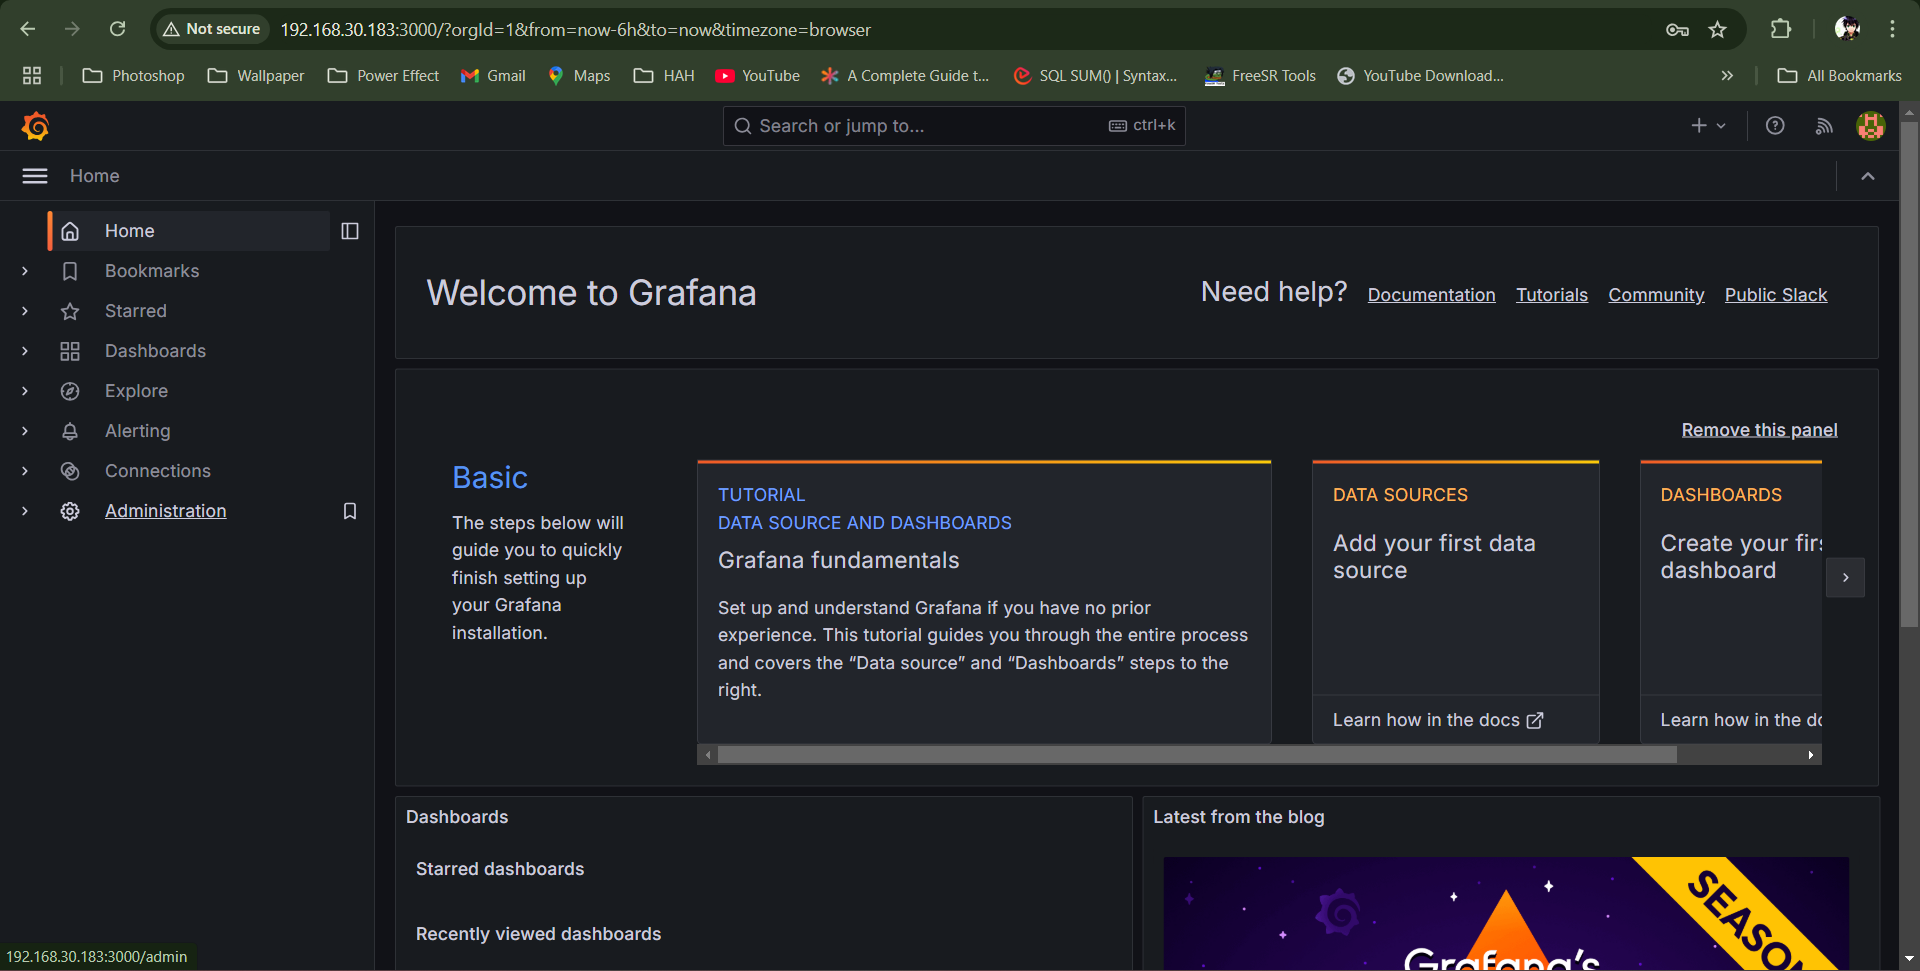 Not secure
192.168.30.183:3000/?orgId=1&from=now-6h&to=now&timezone=browser
Photoshop
Wallpaper
Power Effect
Gmail
Maps
HAH
YouTube
A Complete Guide t...
SQL SUM() | Syntax...
FreeSR Tools
YouTube Download...
All Bookmarks
Search or jump to...
ctrl+k
Home
Home
Bookmarks
Starred
Dashboards
Explore
Alerting
Connections
Administration
Welcome to Grafana
Need help?
Documentation
Tutorials
Community
Public Slack
Remove this panel
Basic
The steps below will
guide you to quickly
finish setting up
your Grafana
installation.
TUTORIAL
DATA SOURCE AND DASHBOARDS
Grafana fundamentals
Set up and understand Grafana if you have no prior
experience. This tutorial guides you through the entire process
and covers the “Data source” and “Dashboards” steps to the
right.
DATA SOURCES
Add your first data
source
Learn how in the docs
DASHBOARDS
Create your
dashboard
Learn how in the
Dashboards
Starred dashboards
Recently viewed dashboards
Latest from the blog
SEASON
Grafana's
192.168.30.183:3000/admin